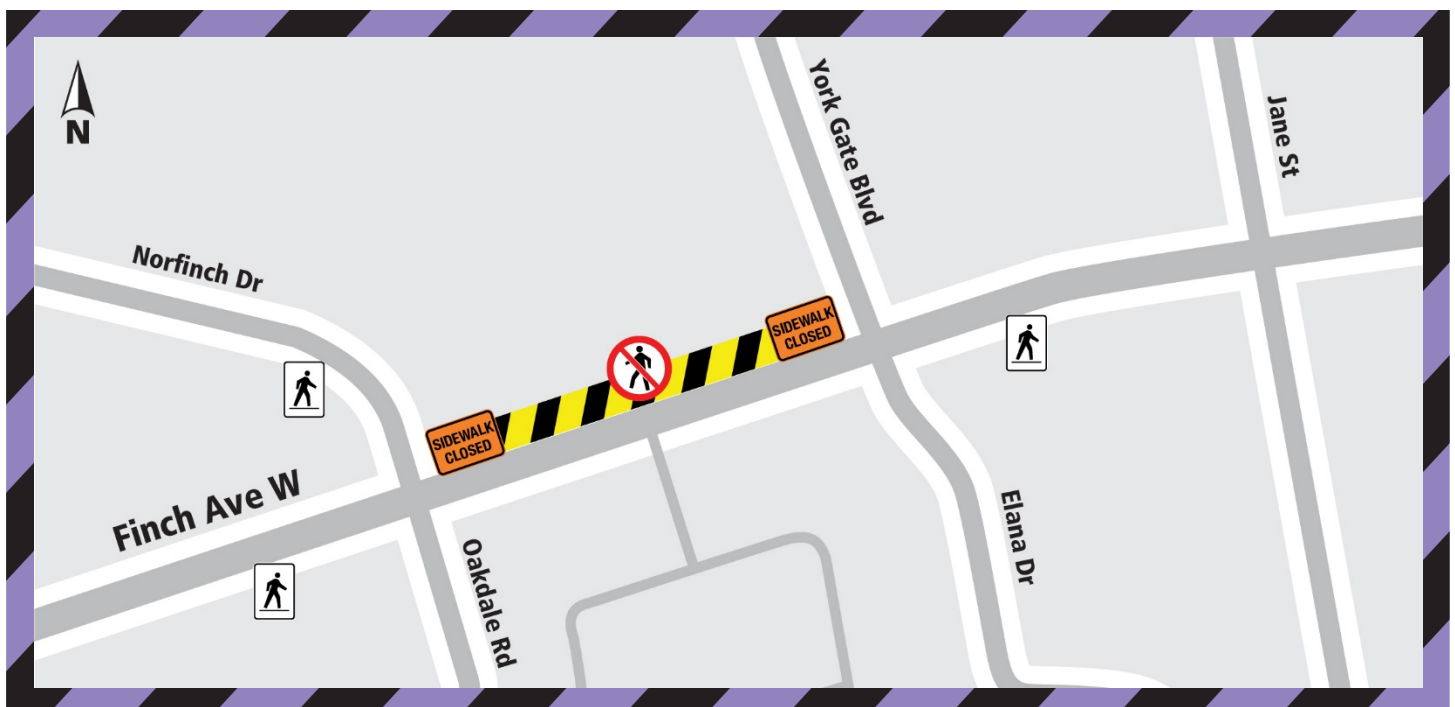 N
York Gate Blvd
Jane St
Norfinch Dr
SIDEWALK
CLOSED
SIDEWALK
CLOSED
Finch Ave W
Oakdale Rd
Elana Dr